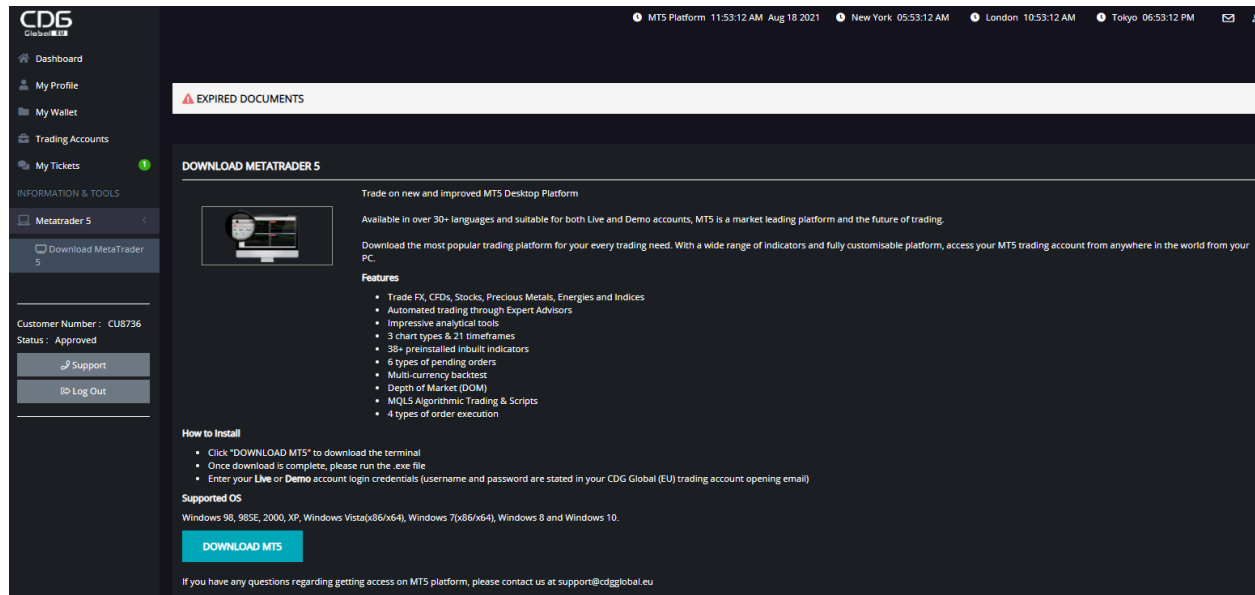 CDG
Global EU
MT5 Platform 11:53:12 AM Aug 18 2021 New York 05:53:12 AM London 10:53:12 AM Tokyo 06:53:12 PM
Dashboard
My Profile
My Wallet
Trading Accounts
My Tickets 1
INFORMATION & TOOLS
Metatrader 5
Download MetaTrader
5
Customer Number : CU8736
Status : Approved
Support
Log Out
EXPIRED DOCUMENTS
DOWNLOAD METATRADER 5
Trade on new and improved MT5 Desktop Platform
Available in over 30+ languages and suitable for both Live and Demo accounts, MT5 is a market leading platform and the future of trading.
Download the most popular trading platform for your every trading need. With a wide range of indicators and fully customisable platform, access your MT5 trading account from anywhere in the world from your
PC.
Features
• Trade FX, CFDs, Stocks, Precious Metals, Energies and Indices
• Automated trading through Expert Advisors
• Impressive analytical tools
• 3 chart types & 21 timeframes
• 38+ preinstalled inbuilt indicators
• 6 types of pending orders
• Multi-currency backtest
• Depth of Market (DOM)
• MQL5 Algorithmic Trading & Scripts
• 4 types of order execution
How to Install
• Click "DOWNLOAD MT5" to download the terminal
• Once download is complete, please run the .exe file
• Enter your Live or Demo account login credentials (username and password are stated in your CDG Global (EU) trading account opening email)
Supported OS
Windows 98, 98SE, 2000, XP, Windows Vista(x86/x64), Windows 7(x86/x64), Windows 8 and Windows 10.
DOWNLOAD MT5
If you have any questions regarding getting access on MT5 platform, please contact us at support@cdgglobal.eu